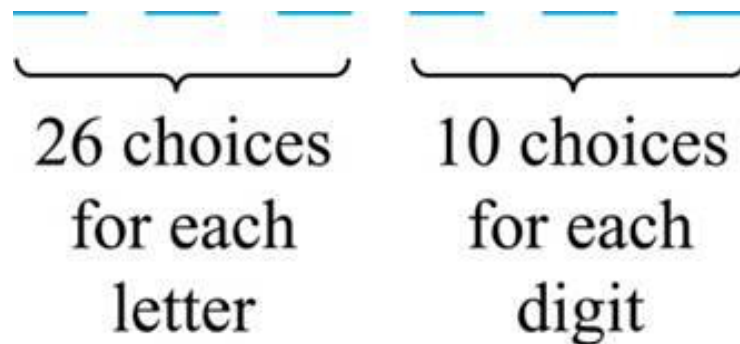 26 choices 10 choices
for each for each
letter digit